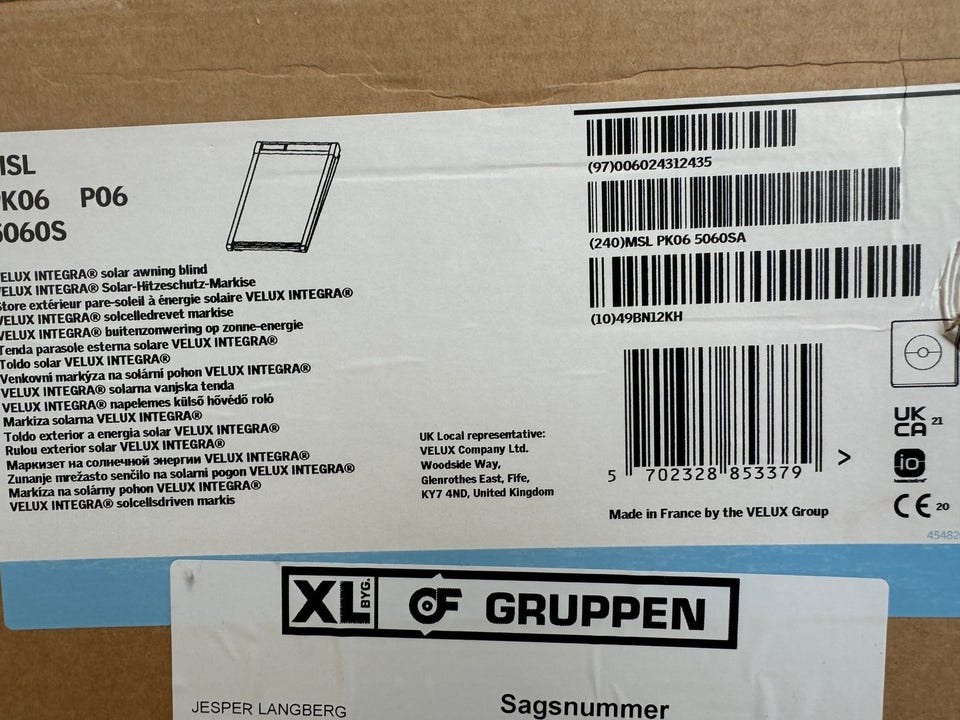 MSL
PK06 P06
5060S
VELUX INTEGRA® solar awning blind
VELUX INTEGRA® Solar-Hitzeschutz-Markise
Store extérieur pare-soleil à énergie solaire VELUX INTEGRA®
VELUX INTEGRA® solcelledrevet markise
VELUX INTEGRA® buitenzonwering op zonne-energie
Tenda parasole esterna solare VELUX INTEGRA®
Toldo solar VELUX INTEGRA®
Venkovní markýza na solární pohon VELUX INTEGRA®
VELUX INTEGRA® solarna vanjska tenda
VELUX INTEGRA® napelemes külső hővédő roló
Markiza solarna VELUX INTEGRA®
Toldo exterior a energia solar VELUX INTEGRA®
Rulou exterior solar VELUX INTEGRA®
Маркизет на солнечной энергии VELUX INTEGRA®
Zunanje mrežasto senčilo na solarni pogon VELUX INTEGRA®
Markíza na solárny pohon VELUX INTEGRA®
VELUX INTEGRA® solcellsdriven markis
UK Local representative:
VELUX Company Ltd.
Woodside Way,
Glenrothes East, Fife,
KY7 4ND, United Kingdom
(97)006024312435
(240)MSL PK06 5060SA
(10)49BN12KH
5 702328 853379 >
Made in France by the VELUX Group
UK
CA 21
io
CE 20
45482
XL BYG. OF GRUPPEN
JESPER LANGBERG
Sagsnummer